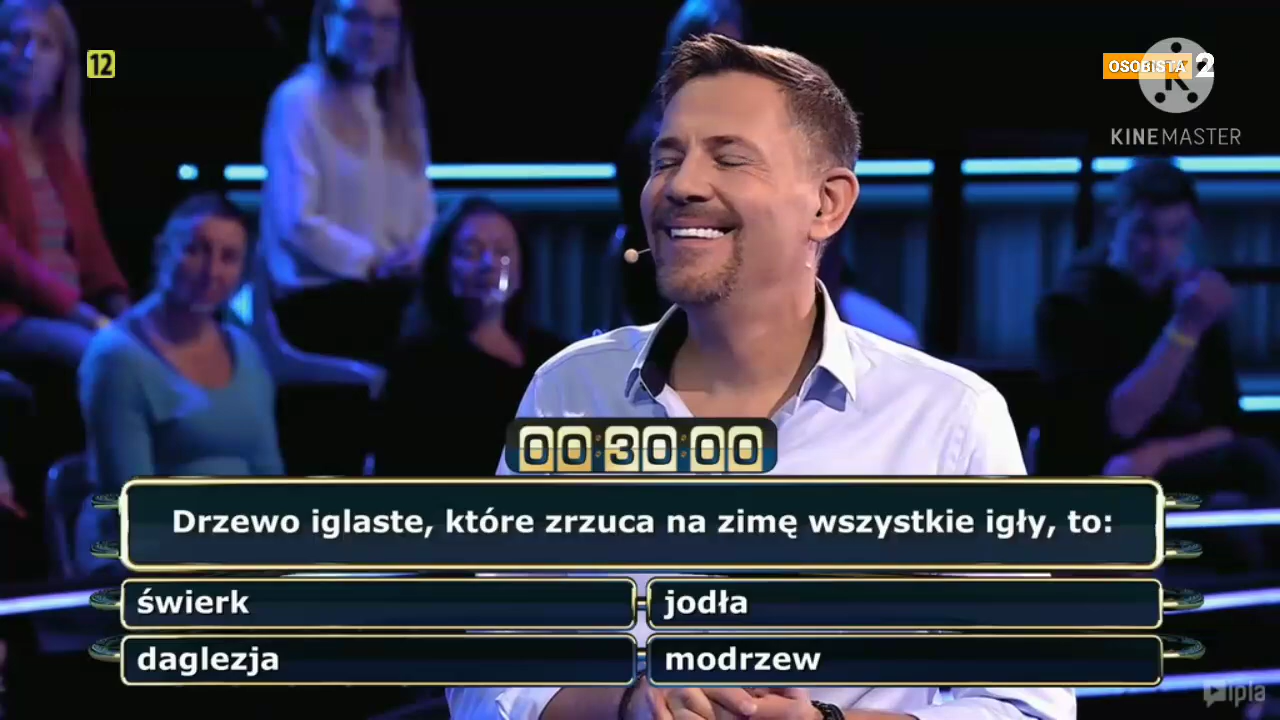 12
OSOBISTA 2
K
KINEMASTER
00:30:00
Drzewo iglaste, które zrzuca na zimę wszystkie igły, to:
świerk
jodła
daglezja
modrzew
ipla